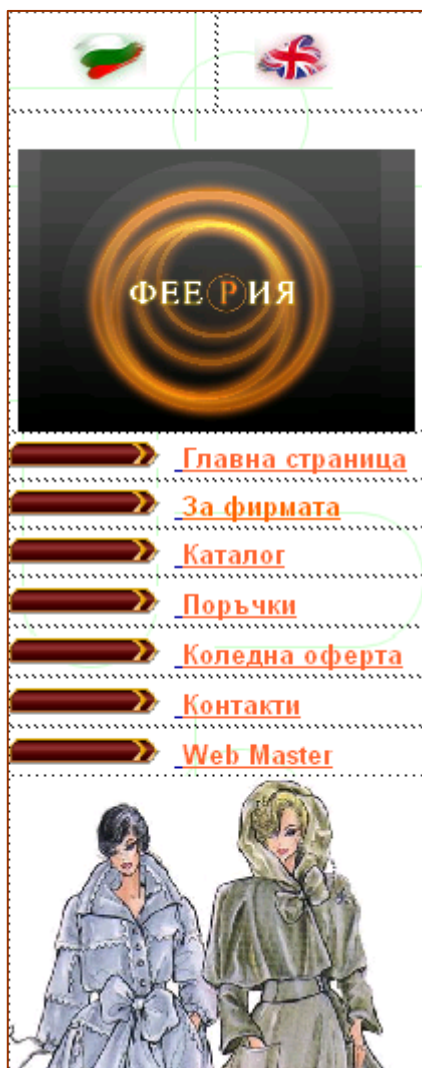 ФЕЕРИЯ
Главна страница
За фирмата
Каталог
Поръчки
Коледна оферта
Контакти
Web Master